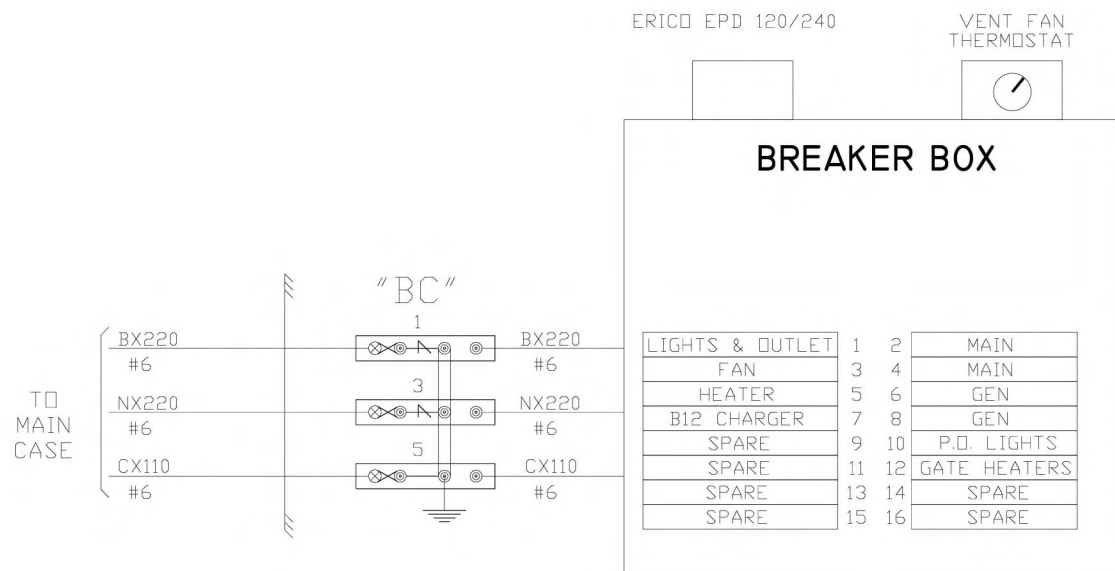 ERICO EPD 120/240
VENT FAN
THERMOSTAT
BREAKER BOX
"BC"
1
BX220
#6
BX220
#6
3
NX220
#6
NX220
#6
5
CX110
#6
CX110
#6
TO
MAIN
CASE
LIGHTS & OUTLET 1 2 MAIN
FAN 3 4 MAIN
HEATER 5 6 GEN
B12 CHARGER 7 8 GEN
SPARE 9 10 P.O. LIGHTS
SPARE 11 12 GATE HEATERS
SPARE 13 14 SPARE
SPARE 15 16 SPARE